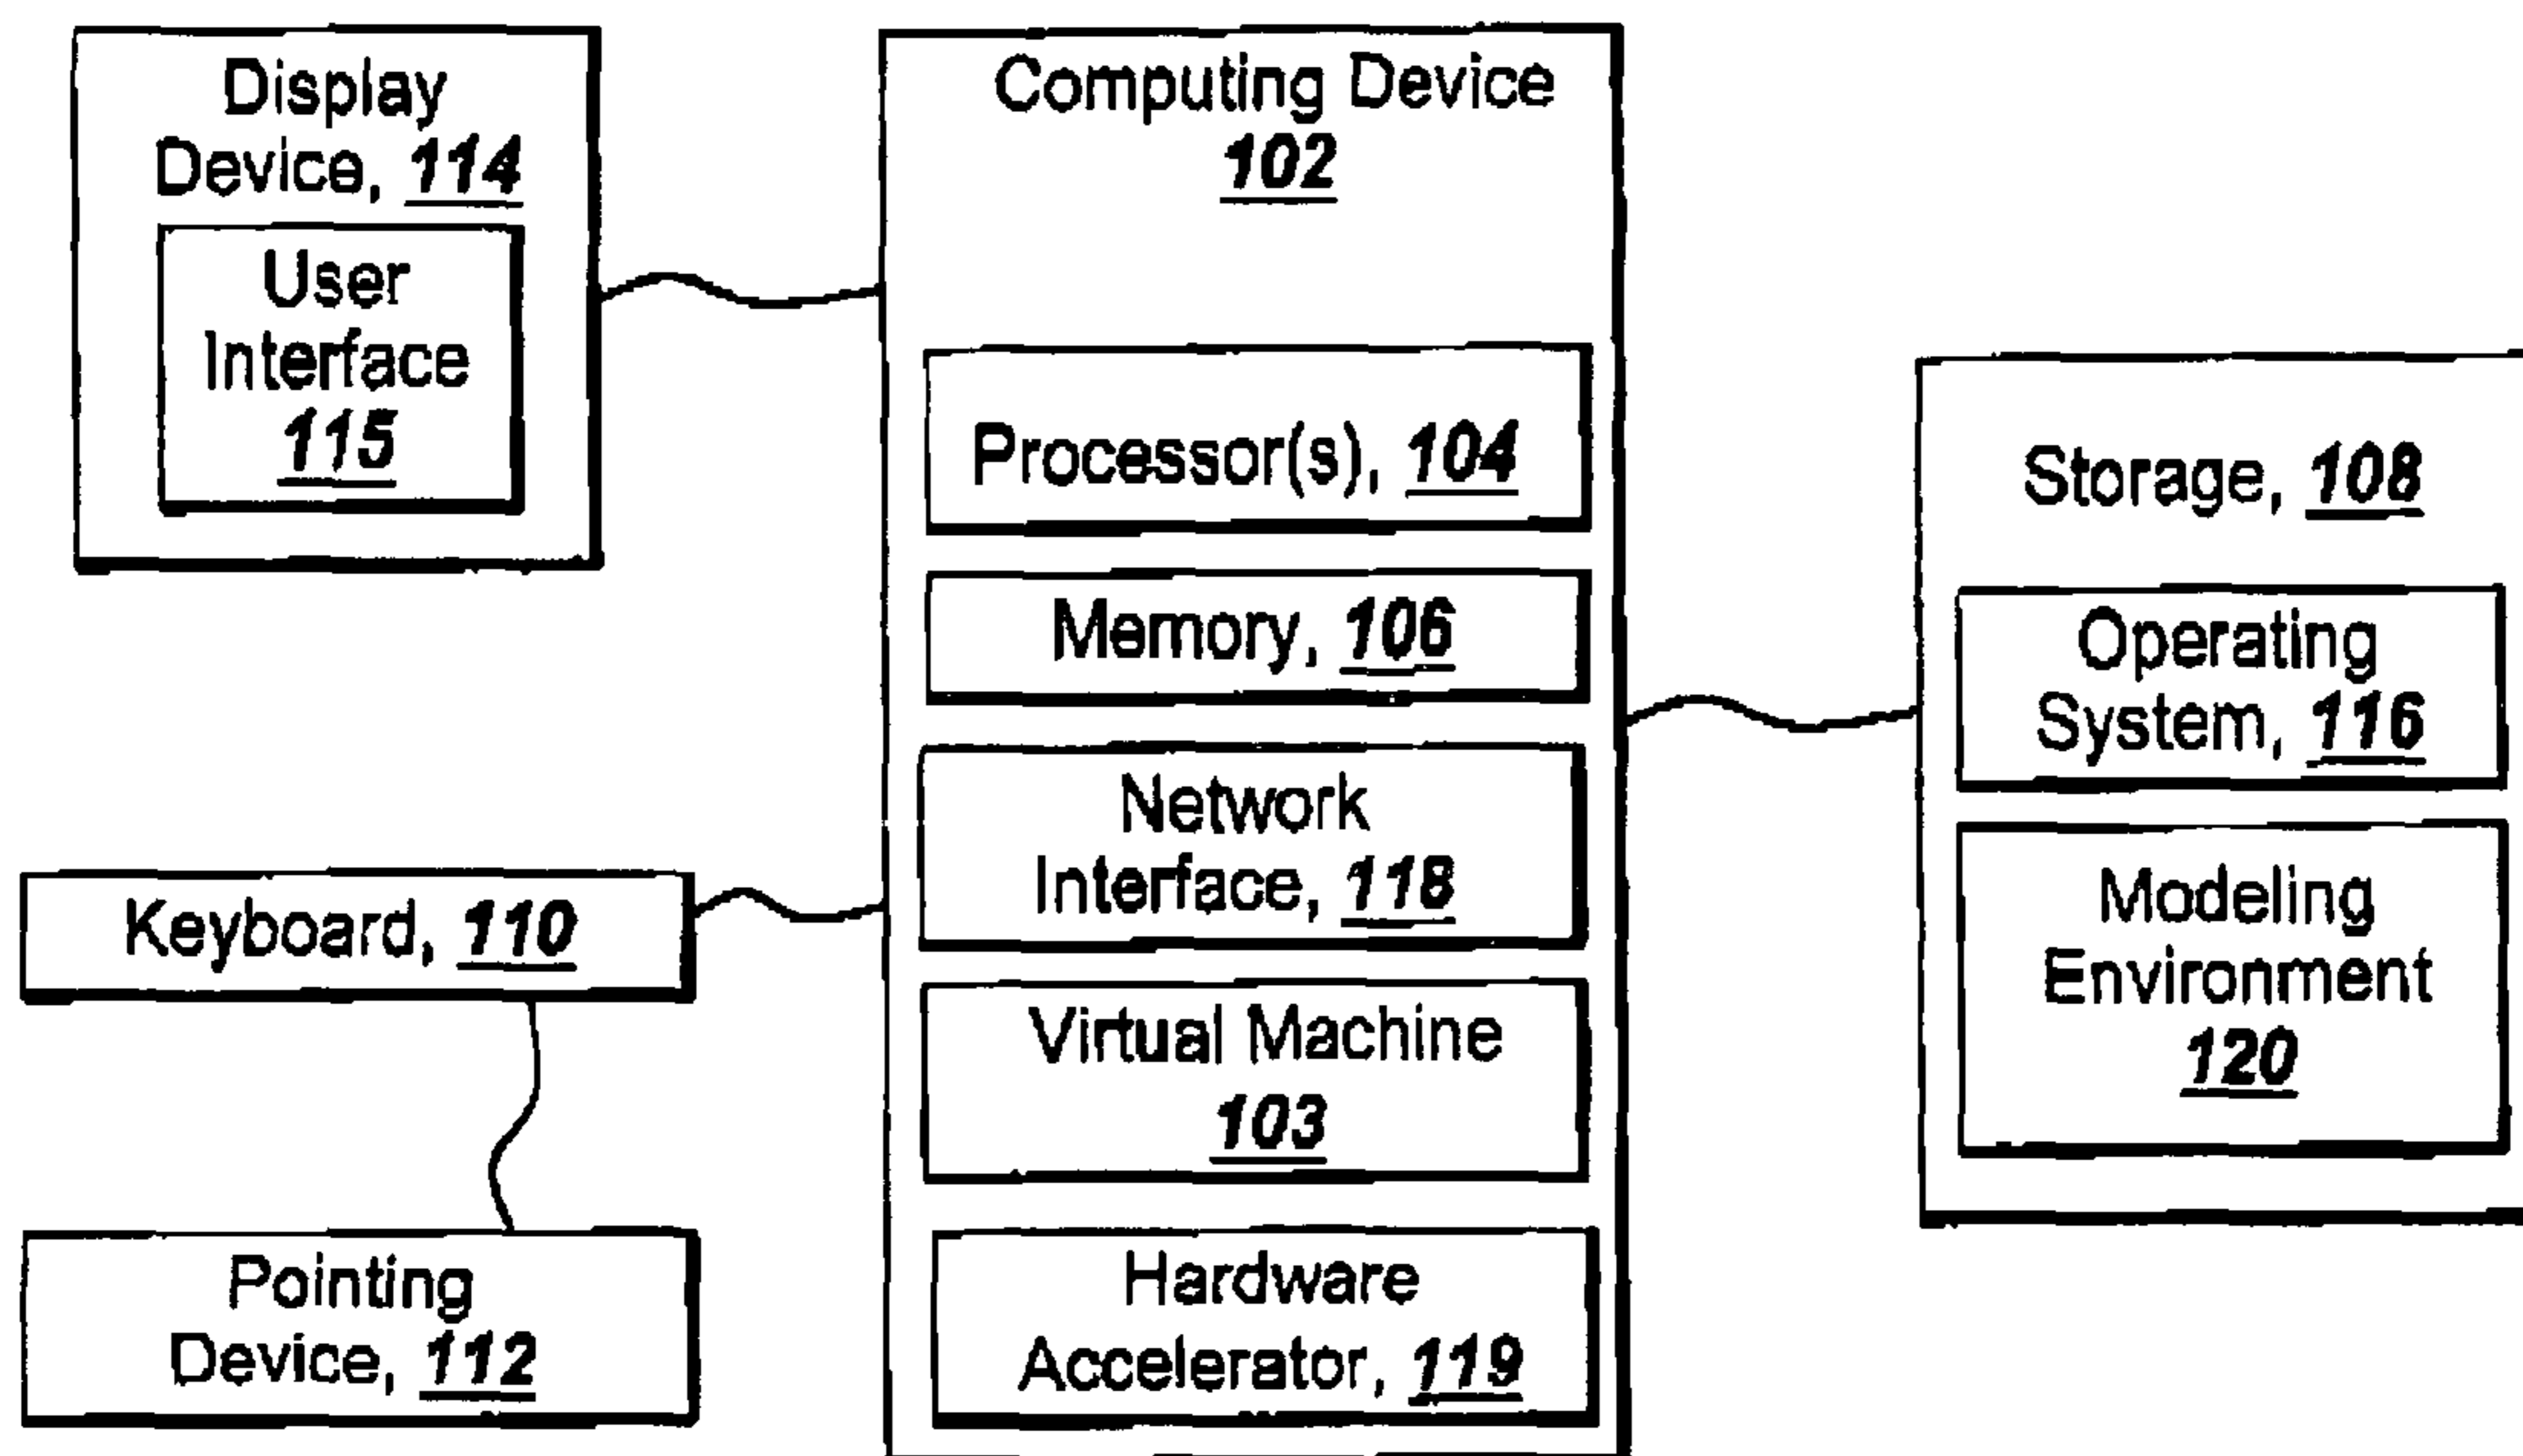 Display
Device, 114
User
Interface
115
Computing Device
102
Processor(s), 104
Memory, 106
Network
Interface, 118
Virtual Machine
103
Hardware
Accelerator, 119
Storage, 108
Operating
System, 116
Modeling
Environment
120
Keyboard, 110
Pointing
Device, 112